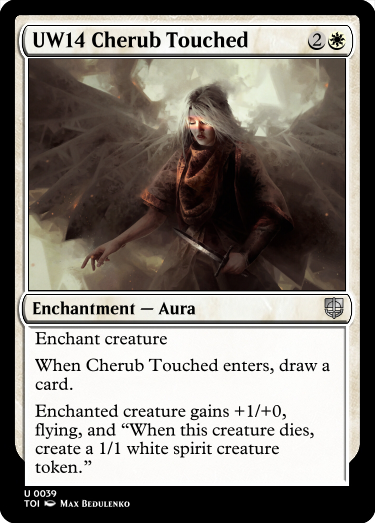 UW14 Cherub Touched 2
Enchantment — Aura
Enchant creature
When Cherub Touched enters, draw a
card.
Enchanted creature gains +1/+0,
flying, and “When this creature dies,
create a 1/1 white spirit creature
token.”
U 0039
TOI Max Bedulenko